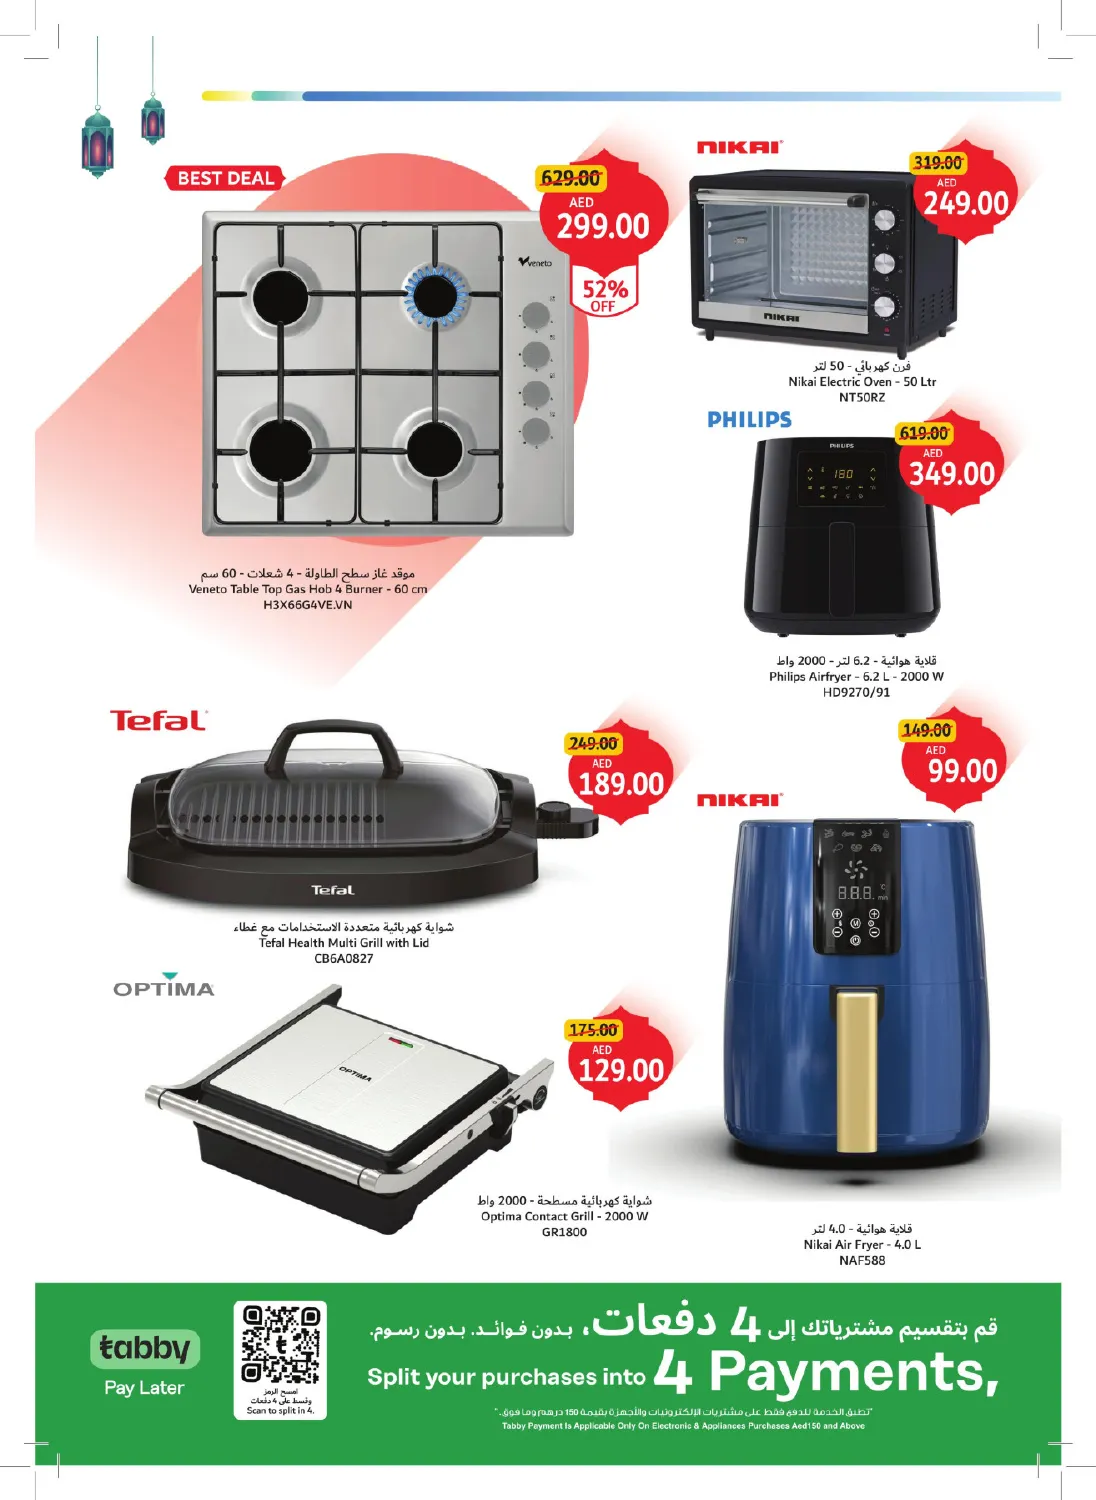 BEST DEAL
629.00
AED
299.00
52%
OFF
veneto
موقد غاز سطح الطاولة - 4 شعلات - 60 سم
Veneto Table Top Gas Hob 4 Burner - 60 cm
H3X66G4VE.VN
NIKAI
319.00
AED
249.00
NIKAI
فرن كهربائي - 50 لتر
Nikai Electric Oven - 50 Ltr
NT50RZ
PHILIPS
619.00
AED
349.00
PHILIPS
180
قلاية هوائية - 6.2 لتر - 2000 واط
Philips Airfryer - 6.2 L - 2000 W
HD9270/91
Tefal
249.00
AED
189.00
Tefal
شواية كهربائية متعددة الاستخدامات مع غطاء
Tefal Health Multi Grill with Lid
CB6A0827
NIKAI
149.00
AED
99.00
8.8.8.
°C
min
M
قلاية هوائية - 4.0 لتر
Nikai Air Fryer - 4.0 L
NAF588
OPTIMA
175.00
AED
129.00
OPTIMA
شواية كهربائية مسطحة - 2000 واط
Optima Contact Grill - 2000 W
GR1800
tabby
Pay Later
امسح الرمز
وقسط على 4 دفعات
Scan to split in 4.
قم بتقسيم مشترياتك إلى 4 دفعات، بدون فوائد. بدون رسوم.
Split your purchases into 4 Payments,
"تطبق الخدمة للدفع فقط على مشتريات الإلكترونيات والأجهزة بقيمة 150 درهم وما فوق."
Tabby Payment Is Applicable Only On Electronic & Appliances Purchases Aed150 and Above